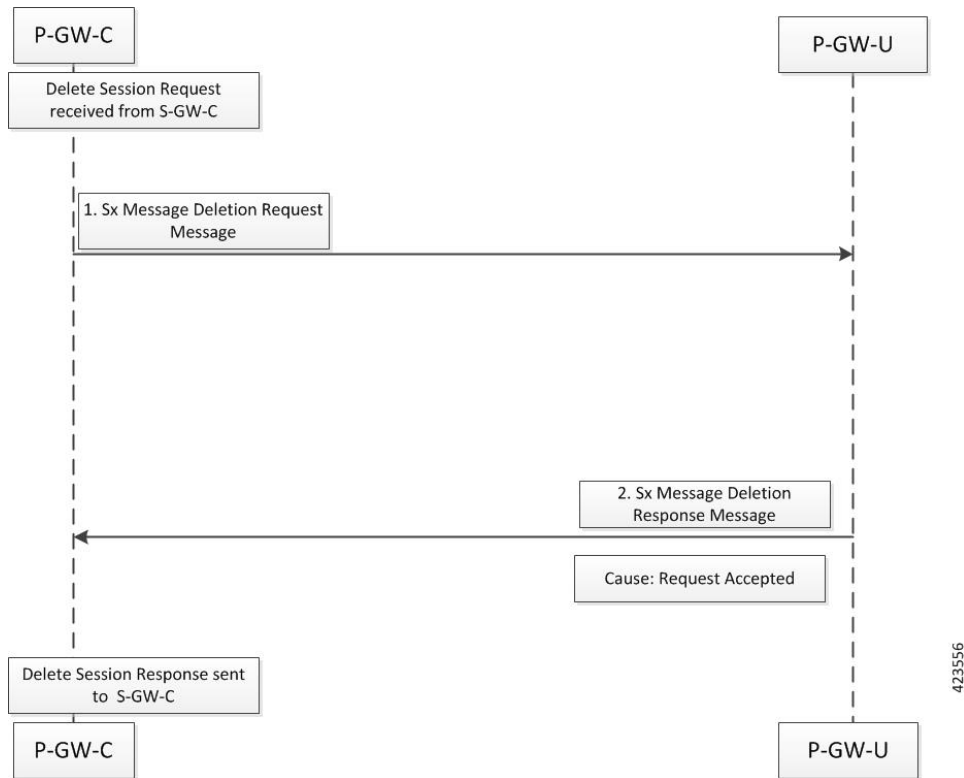 P-GW-C
P-GW-U
Delete Session Request
received from S-GW-C
1. Sx Message Deletion Request
Message
2. Sx Message Deletion
Response Message
Cause: Request Accepted
Delete Session Response sent
to S-GW-C
P-GW-C
P-GW-U
423556